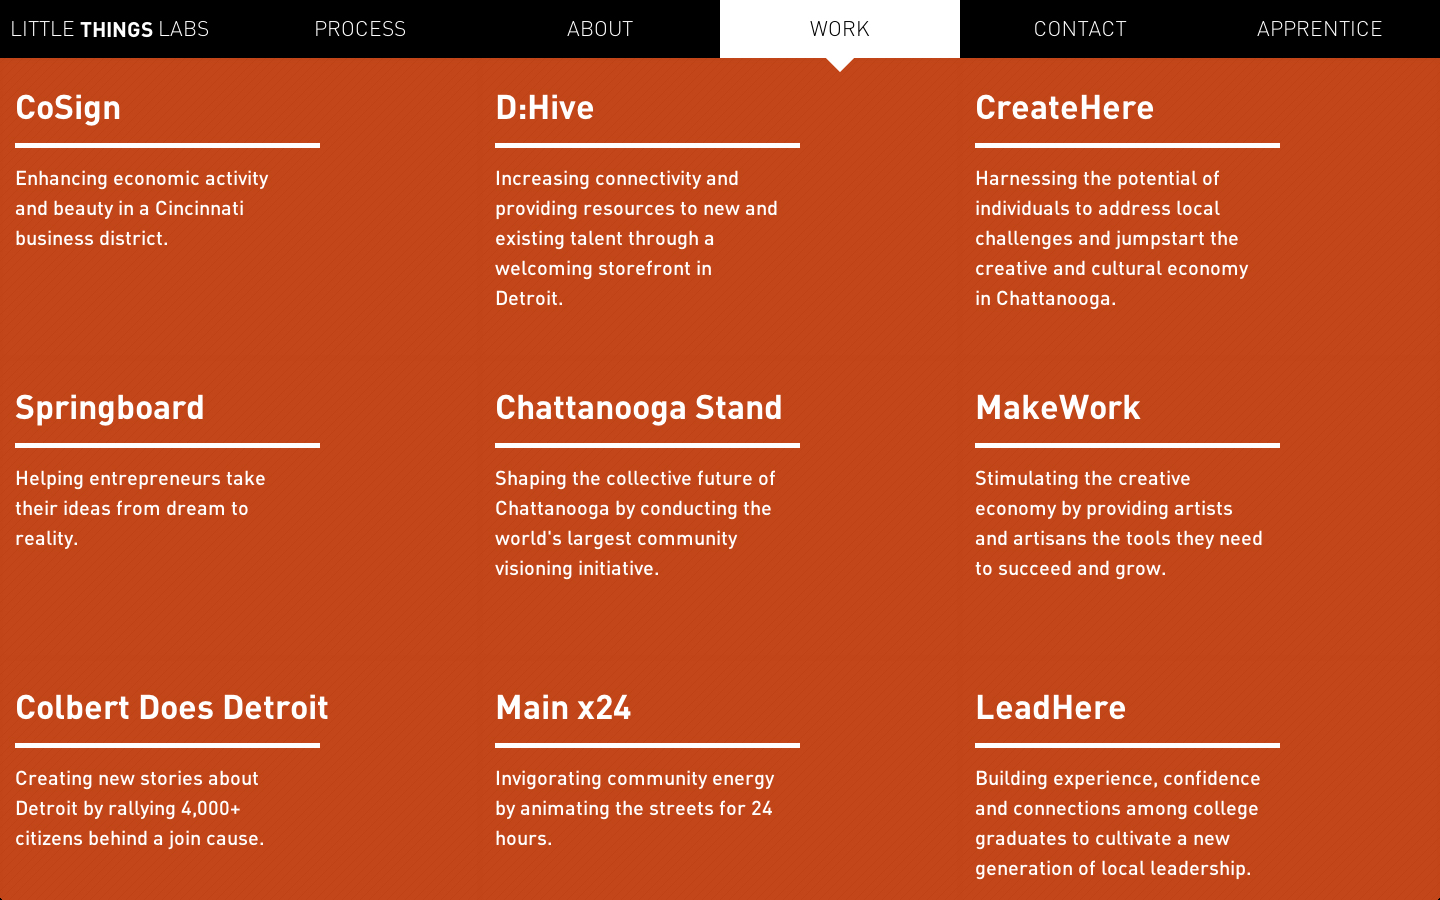 LITTLE THINGS LABS PROCESS ABOUT WORK CONTACT APPRENTICE
CoSign
Enhancing economic activity
and beauty in a Cincinnati
business district.
D:Hive
Increasing connectivity and
providing resources to new and
existing talent through a
welcoming storefront in
Detroit.
CreateHere
Harnessing the potential of
individuals to address local
challenges and jumpstart the
creative and cultural economy
in Chattanooga.
Springboard
Helping entrepreneurs take
their ideas from dream to
reality.
Chattanooga Stand
Shaping the collective future of
Chattanooga by conducting the
world's largest community
visioning initiative.
MakeWork
Stimulating the creative
economy by providing artists
and artisans the tools they need
to succeed and grow.
Colbert Does Detroit
Creating new stories about
Detroit by rallying 4,000+
citizens behind a join cause.
Main x24
Invigorating community energy
by animating the streets for 24
hours.
LeadHere
Building experience, confidence
and connections among college
graduates to cultivate a new
generation of local leadership.